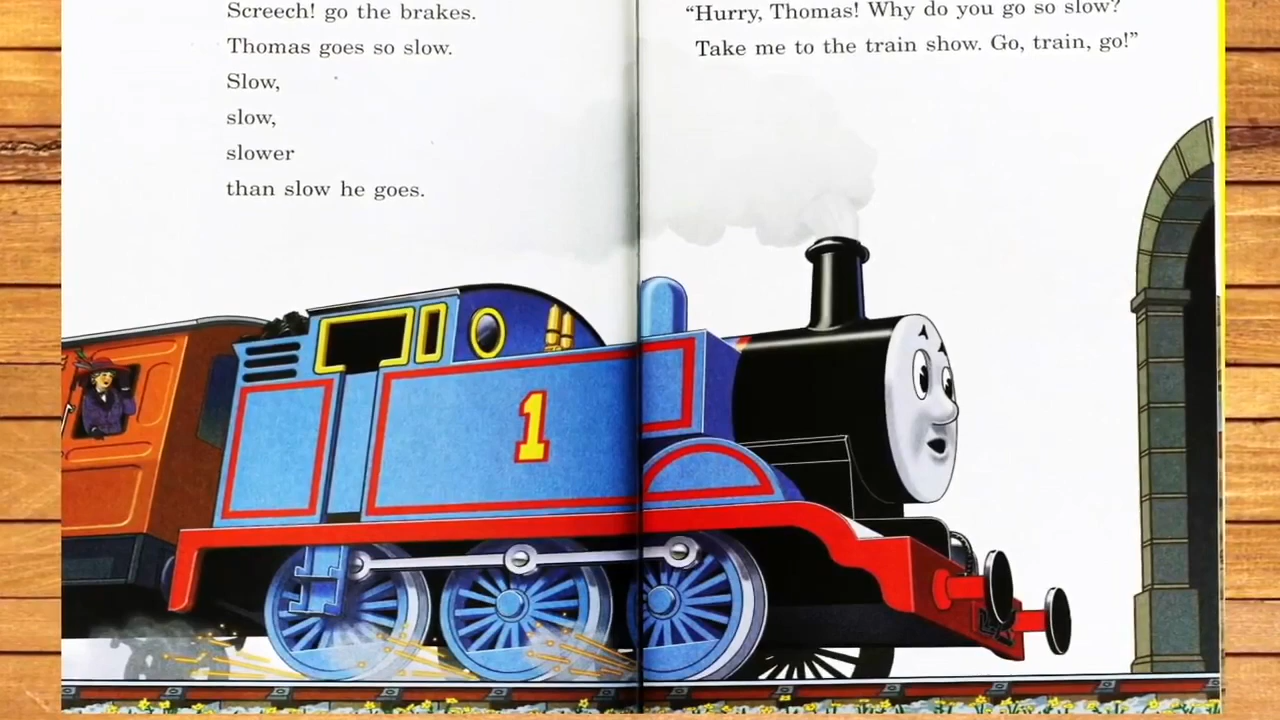 Screech! go the brakes.
Thomas goes so slow.
Slow,
slow,
slower
than slow he goes.
“Hurry, Thomas! Why do you go so slow?
Take me to the train show. Go, train, go!”
1